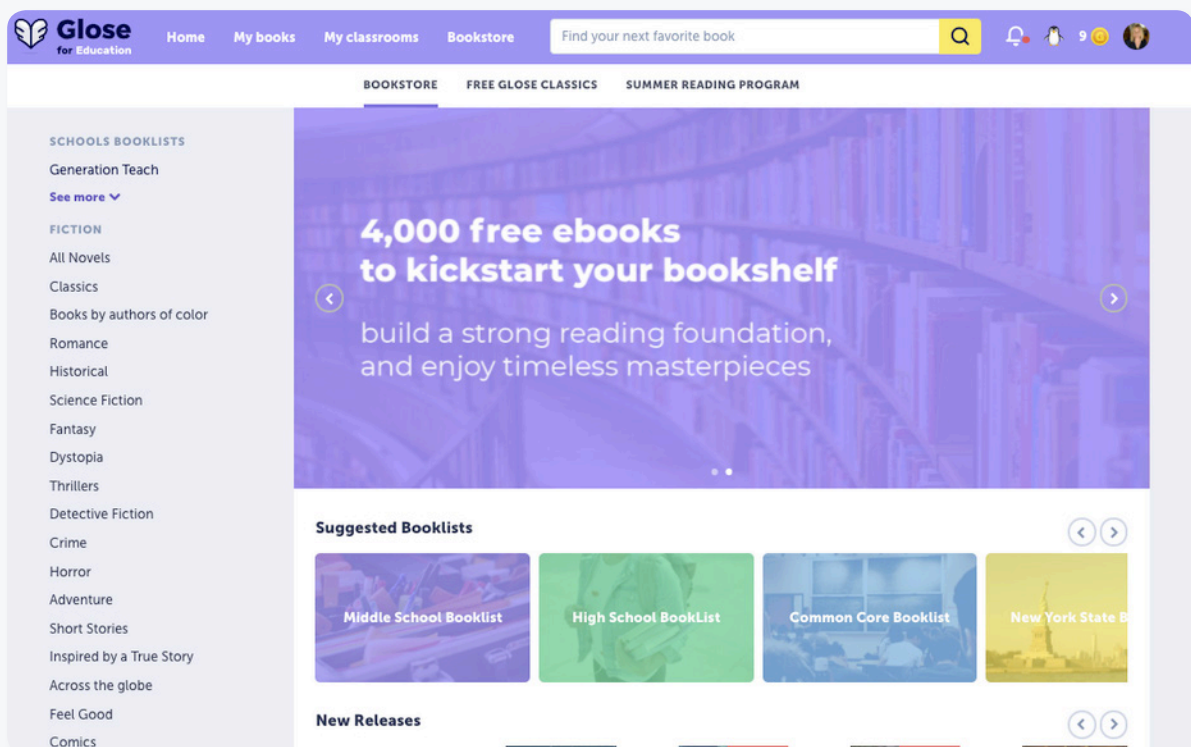 Glose
for Education
Home
My books
My classrooms
Bookstore
Find your next favorite book
9
BOOKSTORE
FREE GLOSE CLASSICS
SUMMER READING PROGRAM
SCHOOLS BOOKLISTS
Generation Teach
See more
FICTION
All Novels
Classics
Books by authors of color
Romance
Historical
Science Fiction
Fantasy
Dystopia
Thrillers
Detective Fiction
Crime
Horror
Adventure
Short Stories
Inspired by a True Story
Across the globe
Feel Good
Comics
4,000 free ebooks
to kickstart your bookshelf
build a strong reading foundation,
and enjoy timeless masterpieces
Suggested Booklists
Middle School Booklist
High School BookList
Common Core Booklist
New York State B
New Releases